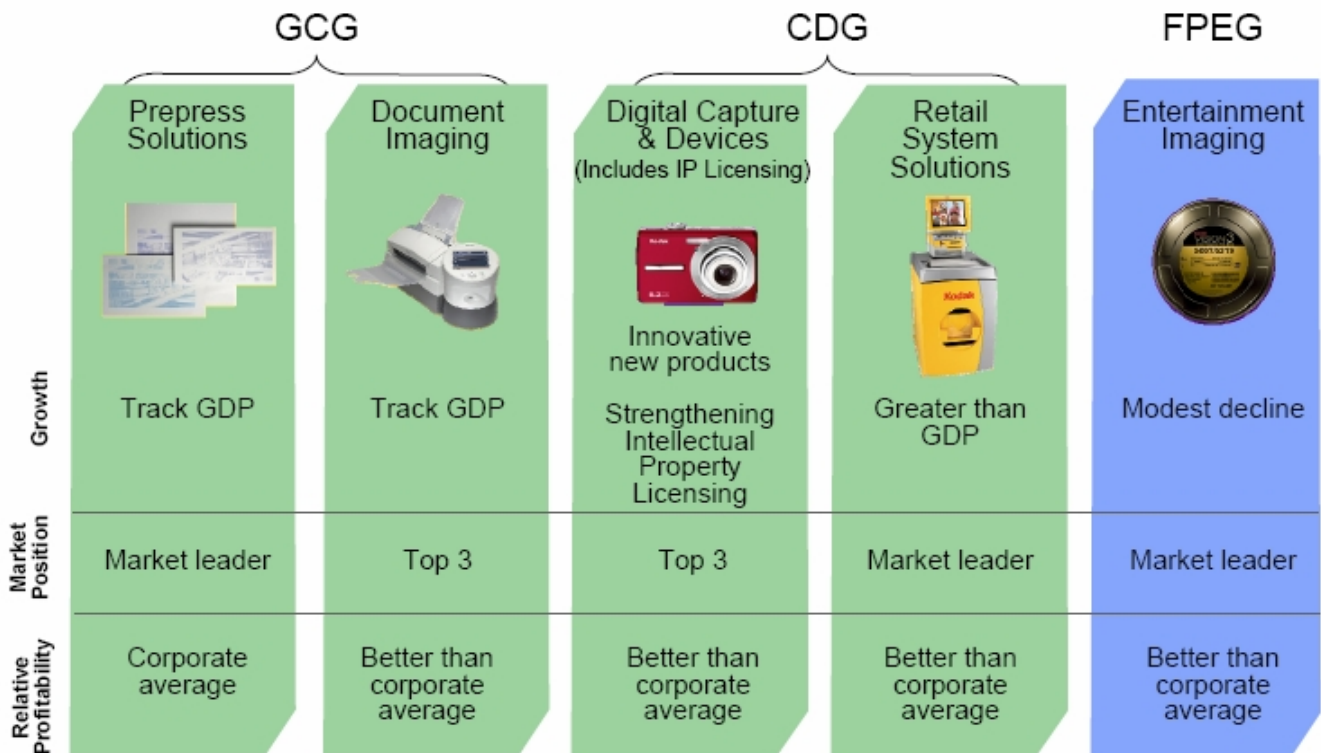 GCG
CDG
FPEG
Prepress
Solutions
Document
Imaging
Digital Capture
& Devices
(Includes IP Licensing)
Retail
System
Solutions
Entertainment
Imaging
Kodak
Growth
Track GDP
Track GDP
Innovative
new products
Strengthening
Intellectual
Property
Licensing
Greater than
GDP
Modest decline
Market
Position
Market leader
Top 3
Top 3
Market leader
Market leader
Relative
Profitability
Corporate
average
Better than
corporate
average
Better than
corporate
average
Better than
corporate
average
Better than
corporate
average